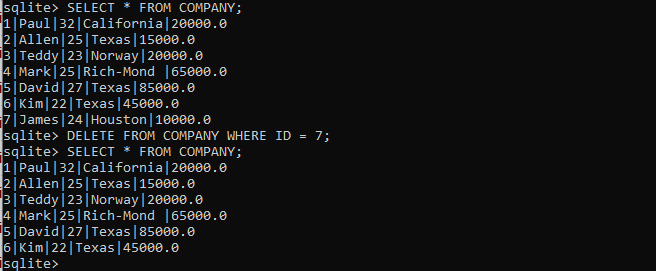 sqlite> SELECT * FROM COMPANY;
1|Paul|32|California|20000.0
2|Allen|25|Texas|15000.0
3|Teddy|23|Norway|20000.0
4|Mark|25|Rich-Mond |65000.0
5|David|27|Texas|85000.0
6|Kim|22|Texas|45000.0
7|James|24|Houston|10000.0
sqlite> DELETE FROM COMPANY WHERE ID = 7;
sqlite> SELECT * FROM COMPANY;
1|Paul|32|California|20000.0
2|Allen|25|Texas|15000.0
3|Teddy|23|Norway|20000.0
4|Mark|25|Rich-Mond |65000.0
5|David|27|Texas|85000.0
6|Kim|22|Texas|45000.0
sqlite>